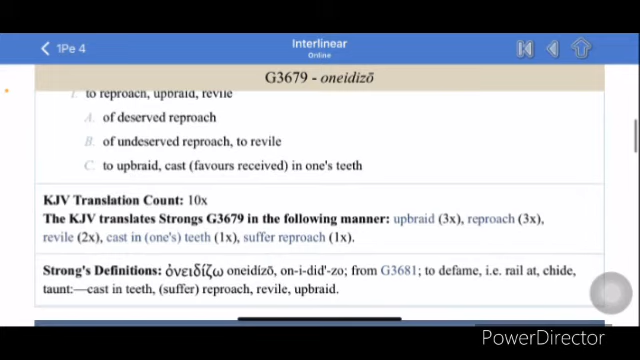 1Pe 4
Interlinear
Online
G3679 - oneidizō
I. to reproach, upbraid, revile
A. of deserved reproach
B. of undeserved reproach, to revile
C. to upbraid, cast (favours received) in one's teeth
KJV Translation Count: 10x
The KJV translates Strongs G3679 in the following manner: upbraid (3x), reproach (3x),
revile (2x), cast in (one's) teeth (1x), suffer reproach (1x).
Strong's Definitions: ὀνειδίζω oneidizō, on-i-did'-zo; from G3681; to defame, i.e. rail at, chide,
taunt:—cast in teeth, (suffer) reproach, revile, upbraid.
PowerDirector